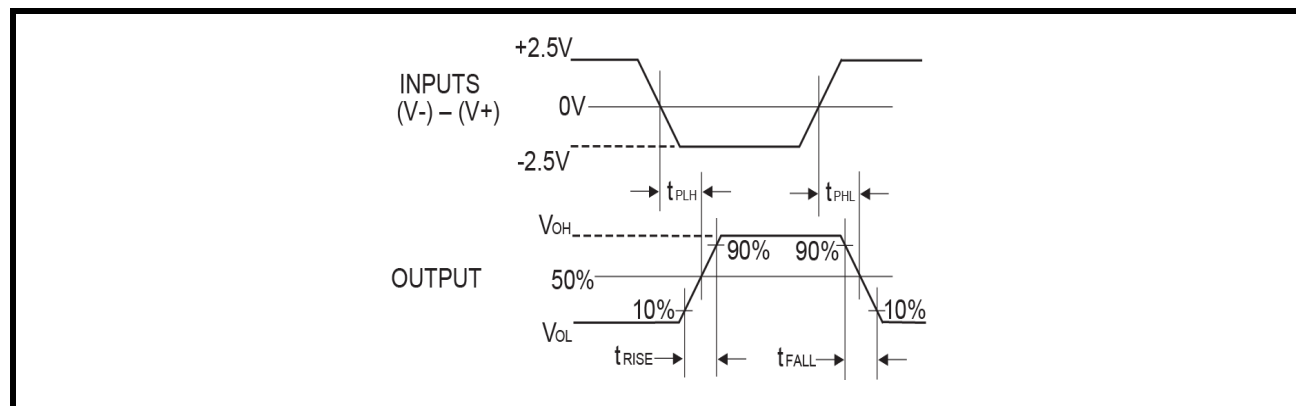 +2.5V
INPUTS
(V-) – (V+)
0V
-2.5V
tPLH
tPHL
VOH
90%
90%
OUTPUT
50%
10%
10%
VOL
tRISE
tFALL